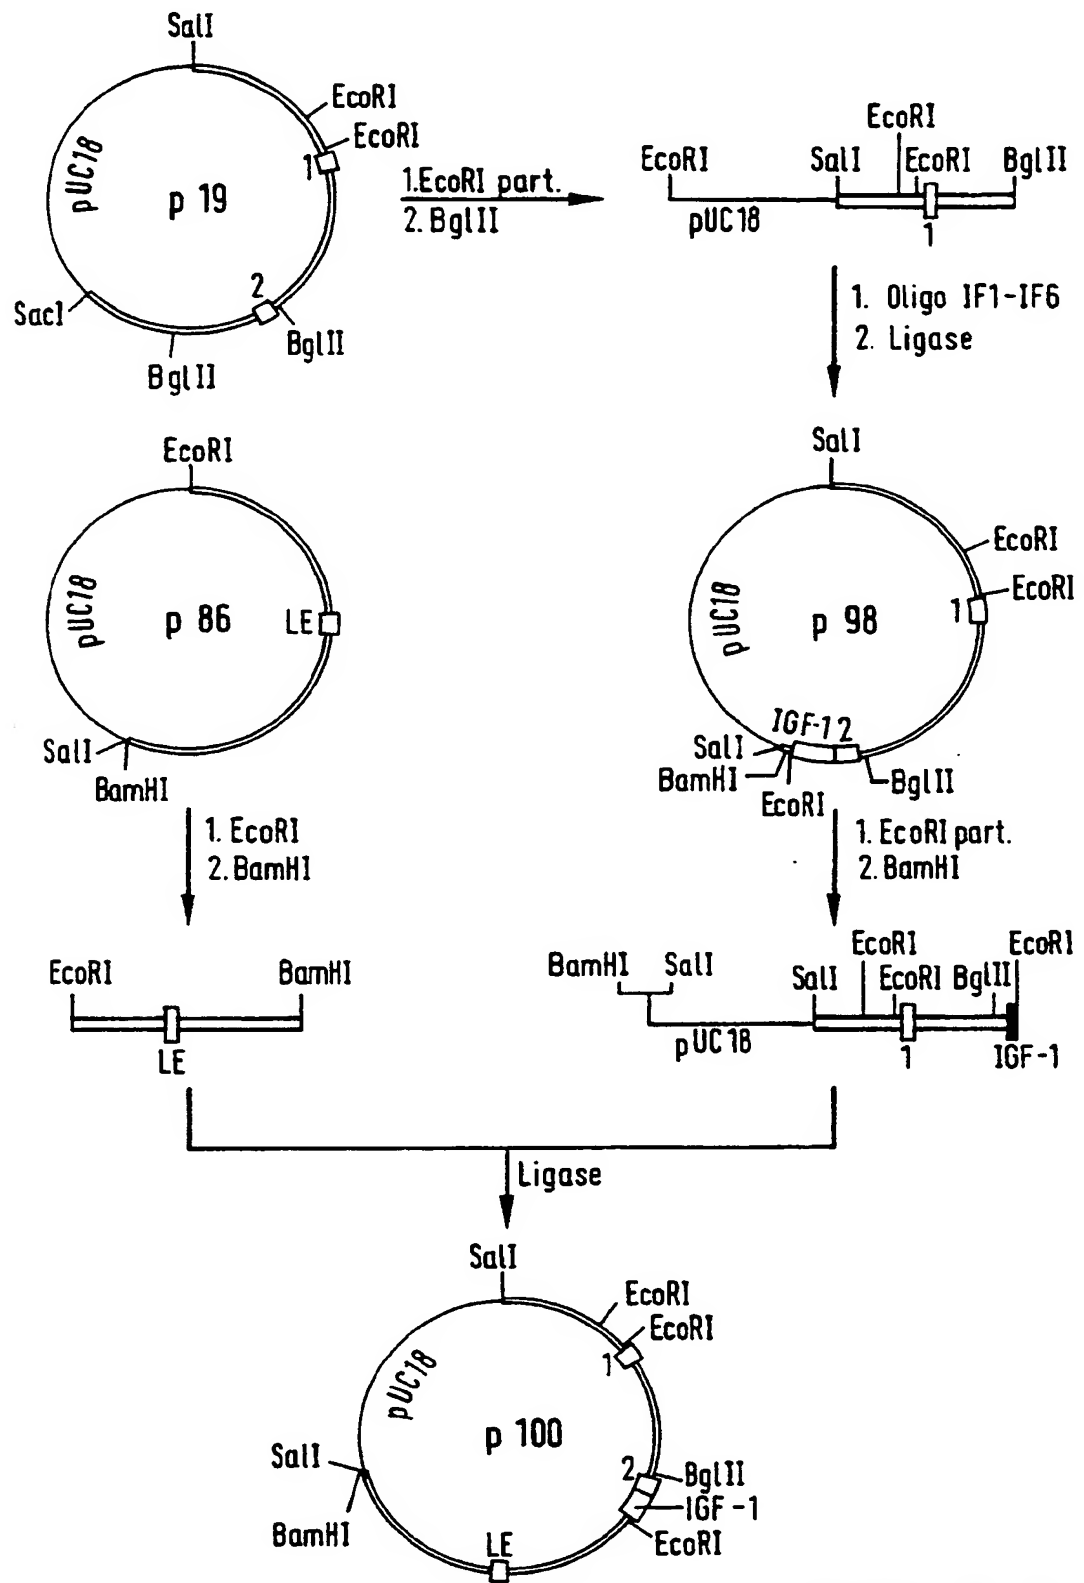 SalI
EcoRI
EcoRI
1
pUC18
p 19
2
SacI
BglII
BglII
1.EcoRI part.
2. BglII
EcoRI
EcoRI
SalI
EcoRI
BglII
pUC18
1
1. Oligo IF1-IF6
2. Ligase
EcoRI
pUC18
p 86
LE
SalI
BamHI
SalI
EcoRI
EcoRI
1
pUC18
p 98
IGF-1 2
SalI
BamHI
EcoRI
BglII
1. EcoRI
2. BamHI
1. EcoRI part.
2. BamHI
EcoRI
BamHI
LE
BamHI
SalI
SalI
EcoRI
EcoRI
BglII
EcoRI
pUC18
1
IGF-1
Ligase
SalI
EcoRI
EcoRI
1
pUC18
p 100
SalI
BamHI
2
BglII
IGF-1
EcoRI
LE